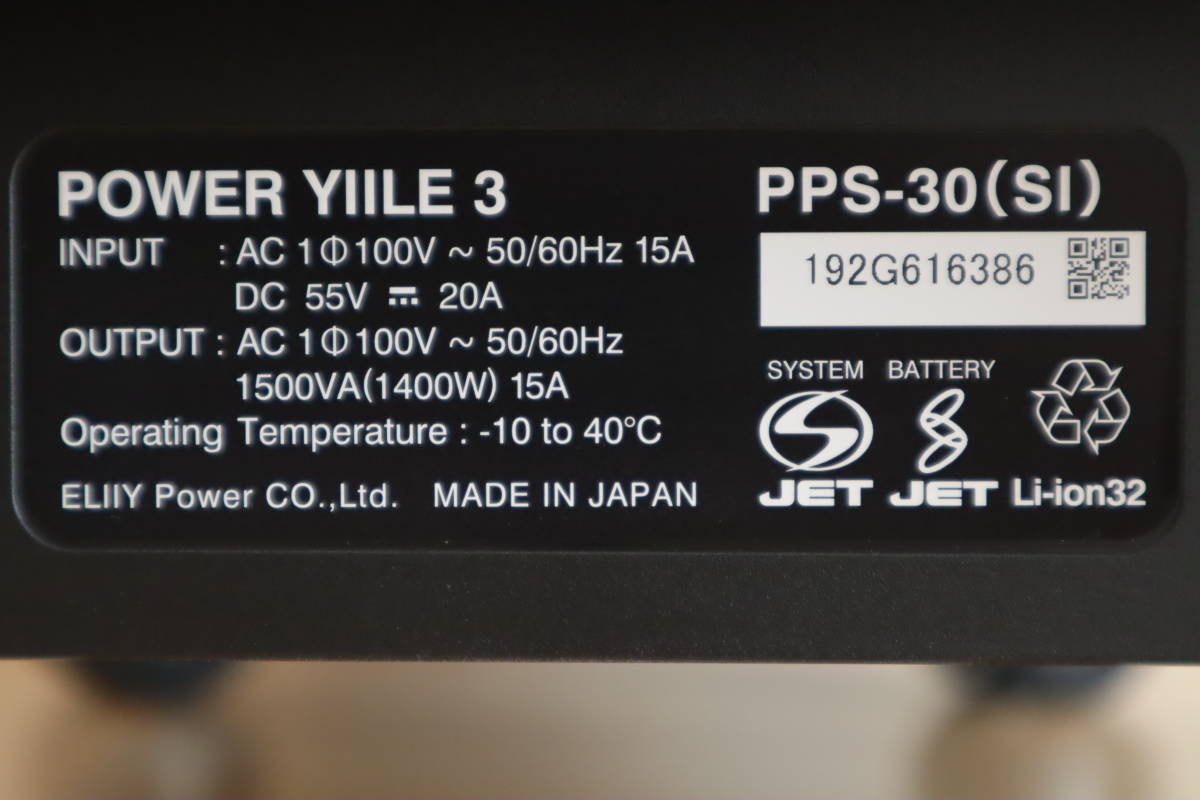 POWER YIILE 3
INPUT : AC 1Φ100V ~ 50/60Hz 15A
DC 55V ⎓ 20A
OUTPUT : AC 1Φ100V ~ 50/60Hz
1500VA(1400W) 15A
Operating Temperature : -10 to 40°C
ELIIY Power CO.,Ltd. MADE IN JAPAN
PPS-30(SI)
192G616386
SYSTEM BATTERY
JET JET Li-ion32